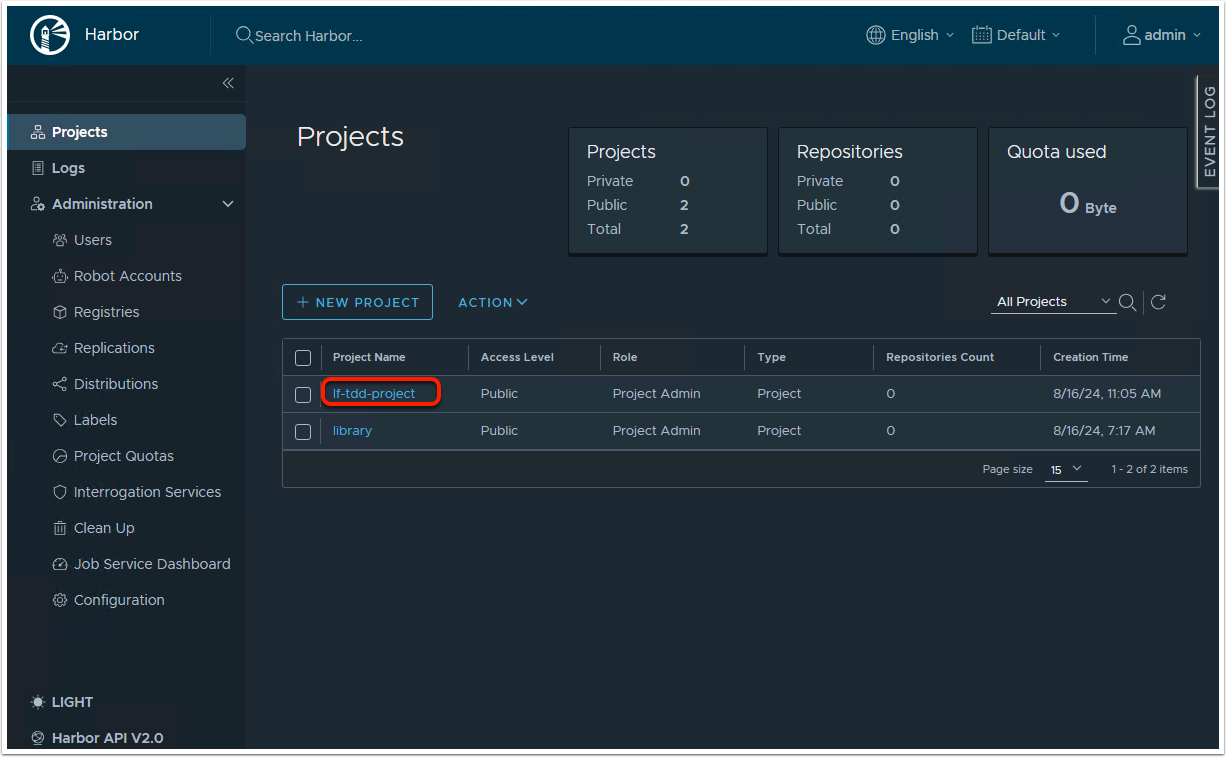 Harbor
Search Harbor...
English
Default
admin
EVENT LOG
Projects
Logs
Administration
Users
Robot Accounts
Registries
Replications
Distributions
Labels
Project Quotas
Interrogation Services
Clean Up
Job Service Dashboard
Configuration
LIGHT
Harbor API V2.0
Projects
Projects
Private 0
Public 2
Total 2
Repositories
Private 0
Public 0
Total 0
Quota used
0 Byte
+ NEW PROJECT
ACTION
All Projects
Project Name Access Level Role Type Repositories Count Creation Time
lf-tdd-project Public Project Admin Project 0 8/16/24, 11:05 AM
library Public Project Admin Project 0 8/16/24, 7:17 AM
Page size 15 1 - 2 of 2 items